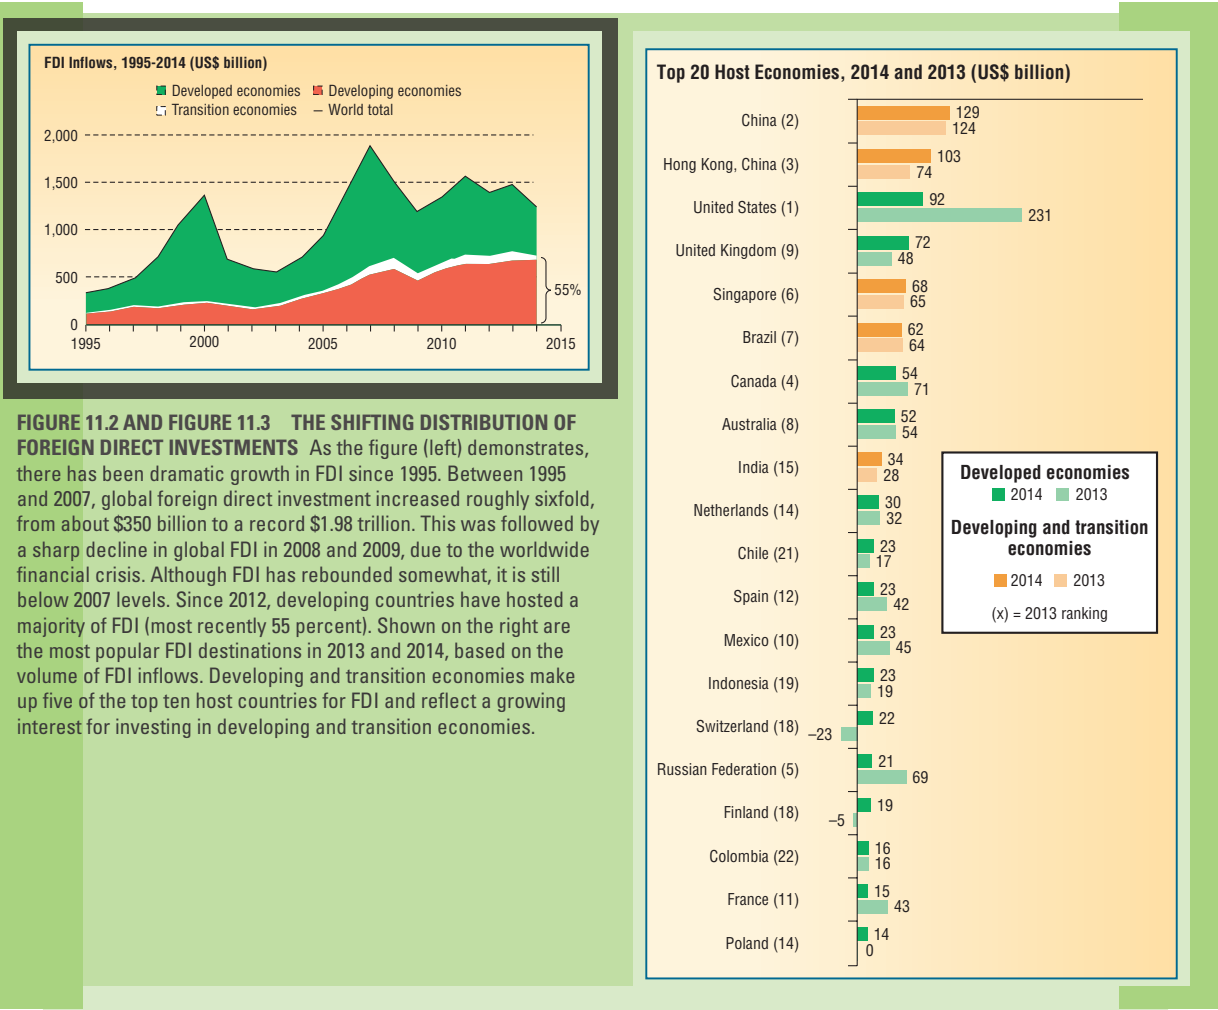 FDI Inflows, 1995-2014 (US$ billion)
Developed economies Developing economies
Transition economies – World total
2,000
1,500
1,000
500
0
55%
1995 2000 2005 2010 2015
FIGURE 11.2 AND FIGURE 11.3 THE SHIFTING DISTRIBUTION OF
FOREIGN DIRECT INVESTMENTS As the figure (left) demonstrates,
there has been dramatic growth in FDI since 1995. Between 1995
and 2007, global foreign direct investment increased roughly sixfold,
from about $350 billion to a record $1.98 trillion. This was followed by
a sharp decline in global FDI in 2008 and 2009, due to the worldwide
financial crisis. Although FDI has rebounded somewhat, it is still
below 2007 levels. Since 2012, developing countries have hosted a
majority of FDI (most recently 55 percent). Shown on the right are
the most popular FDI destinations in 2013 and 2014, based on the
volume of FDI inflows. Developing and transition economies make
up five of the top ten host countries for FDI and reflect a growing
interest for investing in developing and transition economies.
Top 20 Host Economies, 2014 and 2013 (US$ billion)
China (2) 129
124
Hong Kong, China (3) 103
74
United States (1) 92
231
United Kingdom (9) 72
48
Singapore (6) 68
65
Brazil (7) 62
64
Canada (4) 54
71
Australia (8) 52
54
India (15) 34
28
Netherlands (14) 30
32
Chile (21) 23
17
Spain (12) 23
42
Mexico (10) 23
45
Indonesia (19) 23
19
Switzerland (18) 22
–23
Russian Federation (5) 21
69
Finland (18) 19
–5
Colombia (22) 16
16
France (11) 15
43
Poland (14) 14
0
Developed economies
2014 2013
Developing and transition
economies
2014 2013
(x) = 2013 ranking